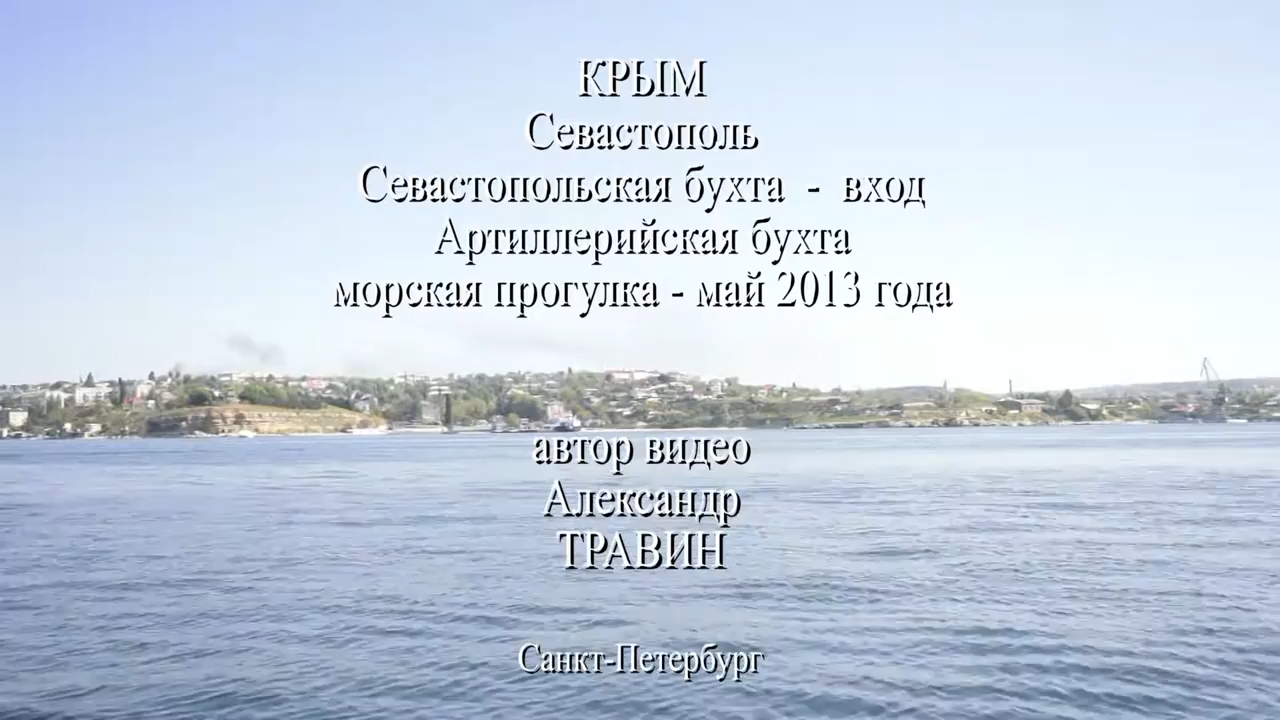 КРЫМ
Севастополь
Севастопольская бухта - вход
Артиллерийская бухта
морская прогулка - май 2013 года
автор видео
Александр
ТРАВИН
Санкт-Петербург